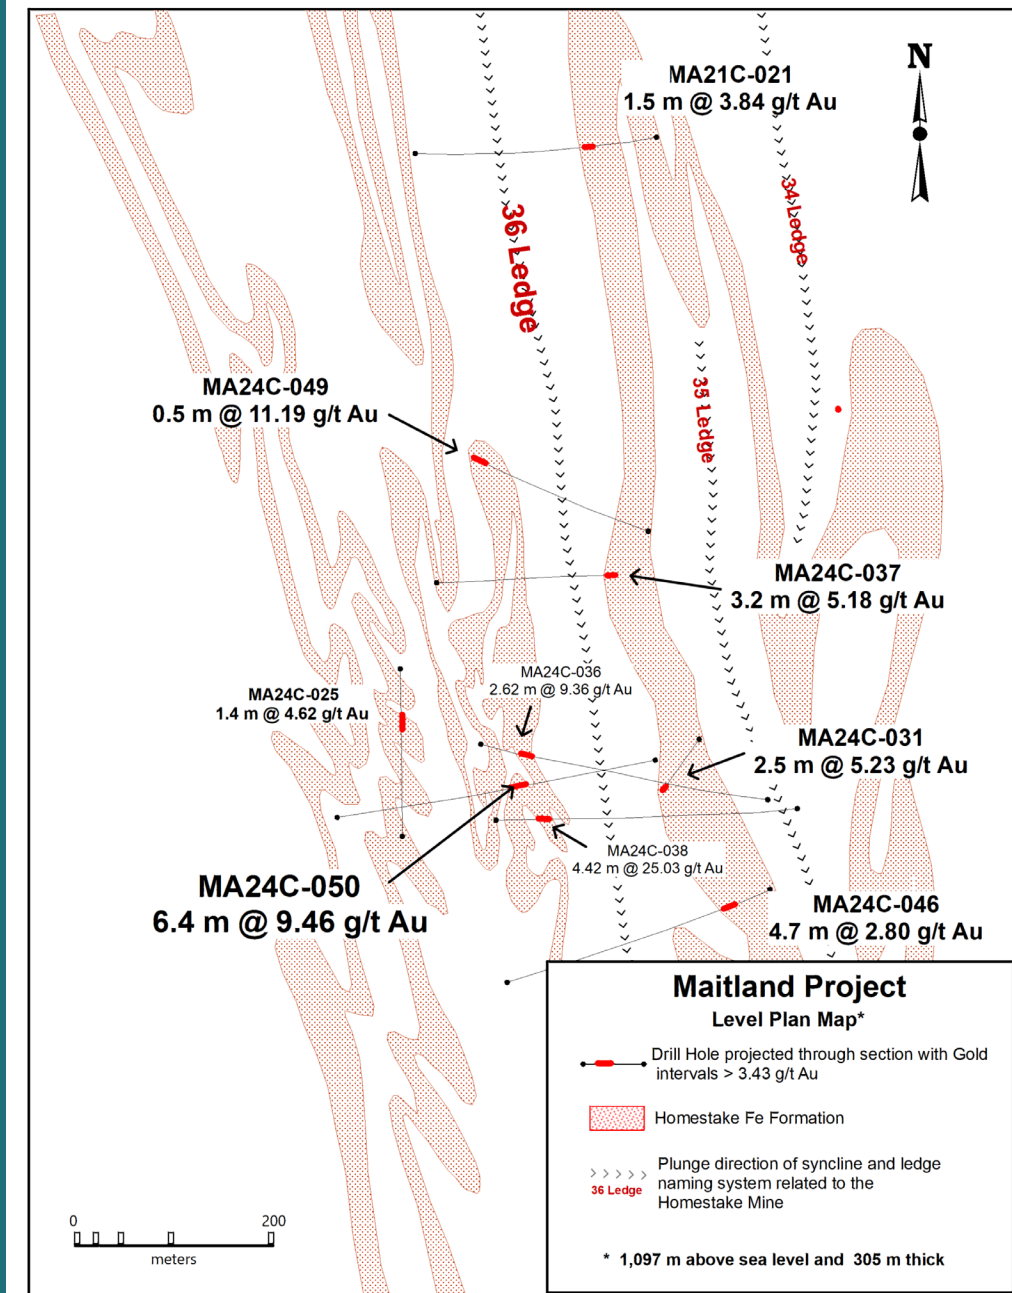 N
MA21C-021
1.5 m @ 3.84 g/t Au
34 Ledge
36 Ledge
35 Ledge
MA24C-049
0.5 m @ 11.19 g/t Au
MA24C-037
3.2 m @ 5.18 g/t Au
MA24C-036
2.62 m @ 9.36 g/t Au
MA24C-025
1.4 m @ 4.62 g/t Au
MA24C-031
2.5 m @ 5.23 g/t Au
MA24C-038
4.42 m @ 25.03 g/t Au
MA24C-050
6.4 m @ 9.46 g/t Au
MA24C-046
4.7 m @ 2.80 g/t Au
Maitland Project
Level Plan Map*
Drill Hole projected through section with Gold
intervals > 3.43 g/t Au
Homestake Fe Formation
Plunge direction of syncline and ledge
naming system related to the
Homestake Mine
36 Ledge
* 1,097 m above sea level and 305 m thick
0 200
meters